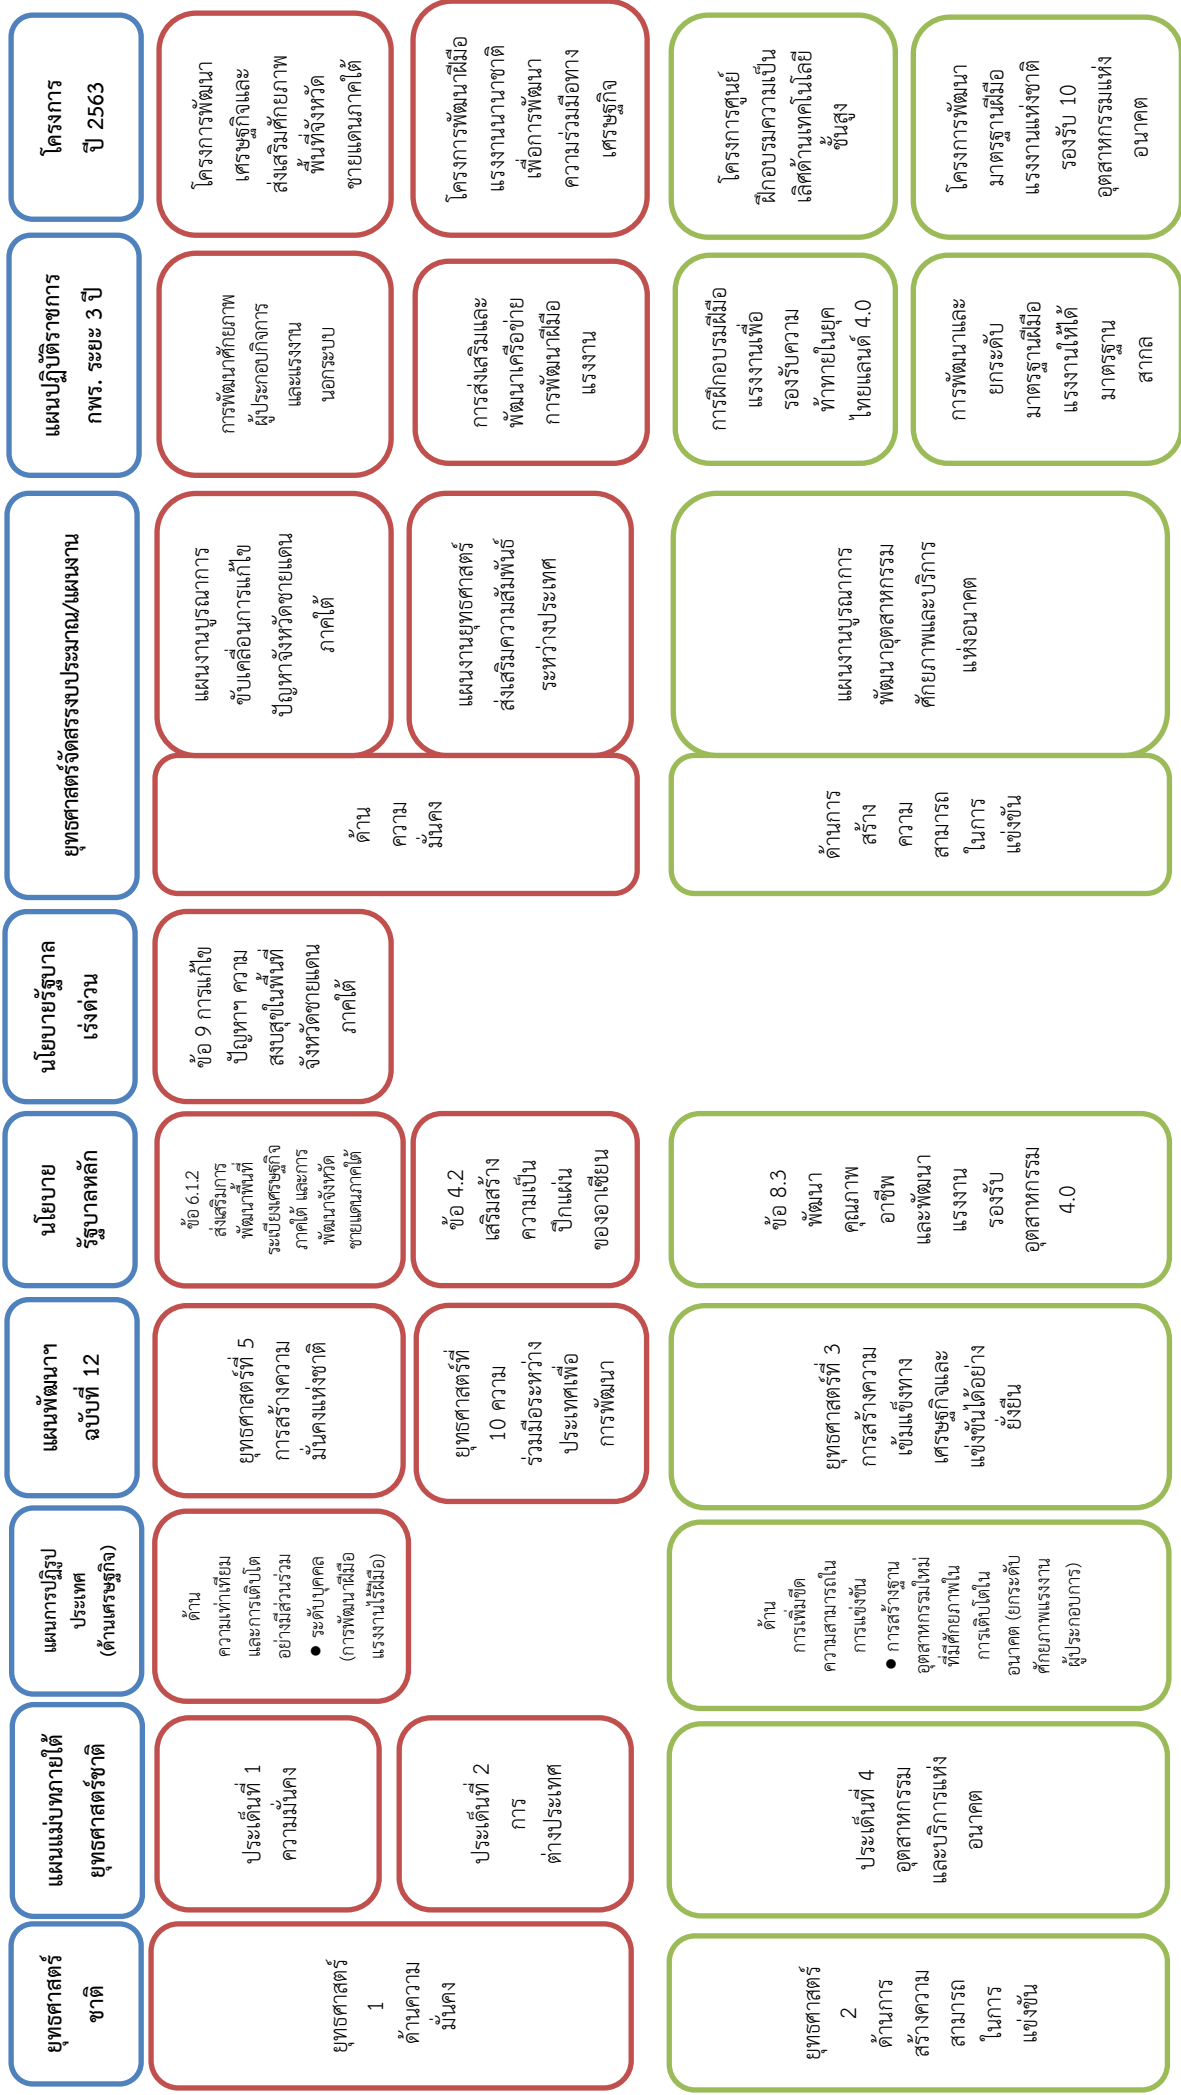 ยุทธศาสตร์
ชาติ
แผนแม่บทภายใต้
ยุทธศาสตร์ชาติ
แผนการปฏิรูป
ประเทศ
(ด้านเศรษฐกิจ)
แผนพัฒนาฯ
ฉบับที่ 12
นโยบาย
รัฐบาลหลัก
นโยบายรัฐบาล
เร่งด่วน
ยุทธศาสตร์จัดสรรงบประมาณ/แผนงาน
แผนปฏิบัติราชการ
กพร. ระยะ 3 ปี
โครงการ
ปี 2563
ยุทธศาสตร์
1
ด้านความ
มั่นคง
ประเด็นที่ 1
ความมั่นคง
ด้าน
ความเท่าเทียม
และการเติบโต
อย่างมีส่วนร่วม
● ระดับบุคคล
(การพัฒนาฝีมือ
แรงงานไร้ฝีมือ)
ยุทธศาสตร์ที่ 5
การสร้างความ
มั่นคงแห่งชาติ
ข้อ 6.1.2
ส่งเสริมการ
พัฒนาพื้นที่
ระเบียงเศรษฐกิจ
ภาคใต้ และการ
พัฒนาจังหวัด
ชายแดนภาคใต้
ข้อ 9 การแก้ไข
ปัญหาฯ ความ
สงบสุขในพื้นที่
จังหวัดชายแดน
ภาคใต้
ด้าน
ความ
มั่นคง
แผนงานบูรณาการ
ขับเคลื่อนการแก้ไข
ปัญหาจังหวัดชายแดน
ภาคใต้
การพัฒนาศักยภาพ
ผู้ประกอบกิจการ
และแรงงาน
นอกระบบ
โครงการพัฒนา
เศรษฐกิจและ
ส่งเสริมศักยภาพ
พื้นที่จังหวัด
ชายแดนภาคใต้
ประเด็นที่ 2
การ
ต่างประเทศ
ยุทธศาสตร์ที่
10 ความ
ร่วมมือระหว่าง
ประเทศเพื่อ
การพัฒนา
ข้อ 4.2
เสริมสร้าง
ความเป็น
ปึกแผ่น
ของอาเซียน
แผนงานยุทธศาสตร์
ส่งเสริมความสัมพันธ์
ระหว่างประเทศ
การส่งเสริมและ
พัฒนาเครือข่าย
การพัฒนาฝีมือ
แรงงาน
โครงการพัฒนาฝีมือ
แรงงานนานาชาติ
เพื่อการพัฒนา
ความร่วมมือทาง
เศรษฐกิจ
ยุทธศาสตร์
2
ด้านการ
สร้างความ
สามารถ
ในการ
แข่งขัน
ประเด็นที่ 4
อุตสาหกรรม
และบริการแห่ง
อนาคต
ด้าน
การเพิ่มขีด
ความสามารถใน
การแข่งขัน
● การสร้างฐาน
อุตสาหกรรมใหม่
ที่มีศักยภาพใน
การเติบโตใน
อนาคต (ยกระดับ
ศักยภาพแรงงาน
ผู้ประกอบการ)
ยุทธศาสตร์ที่ 3
การสร้างความ
เข้มแข็งทาง
เศรษฐกิจและ
แข่งขันได้อย่าง
ยั่งยืน
ข้อ 8.3
พัฒนา
คุณภาพ
อาชีพ
และพัฒนา
แรงงาน
รองรับ
อุตสาหกรรม
4.0
ด้านการ
สร้าง
ความ
สามารถ
ในการ
แข่งขัน
แผนงานบูรณาการ
พัฒนาอุตสาหกรรม
ศักยภาพและบริการ
แห่งอนาคต
การฝึกอบรมฝีมือ
แรงงานเพื่อ
รองรับความ
ท้าทายในยุค
ไทยแลนด์ 4.0
โครงการศูนย์
ฝึกอบรมความเป็น
เลิศด้านเทคโนโลยี
ชั้นสูง
การพัฒนาและ
ยกระดับ
มาตรฐานฝีมือ
แรงงานให้ได้
มาตรฐาน
สากล
โครงการพัฒนา
มาตรฐานฝีมือ
แรงงานแห่งชาติ
รองรับ 10
อุตสาหกรรมแห่ง
อนาคต